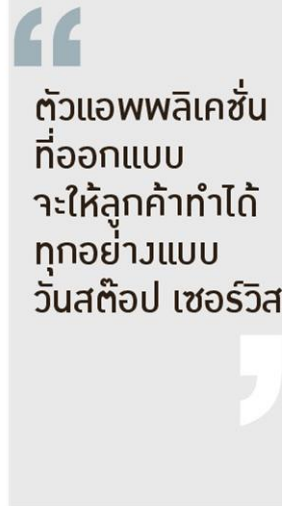 “
ตัวแอพพลิเคชั่น
ที่ออกแบบ
จะให้ลูกค้าทำได้
ทุกอย่างแบบ
วันสต๊อป เซอร์วิส
”